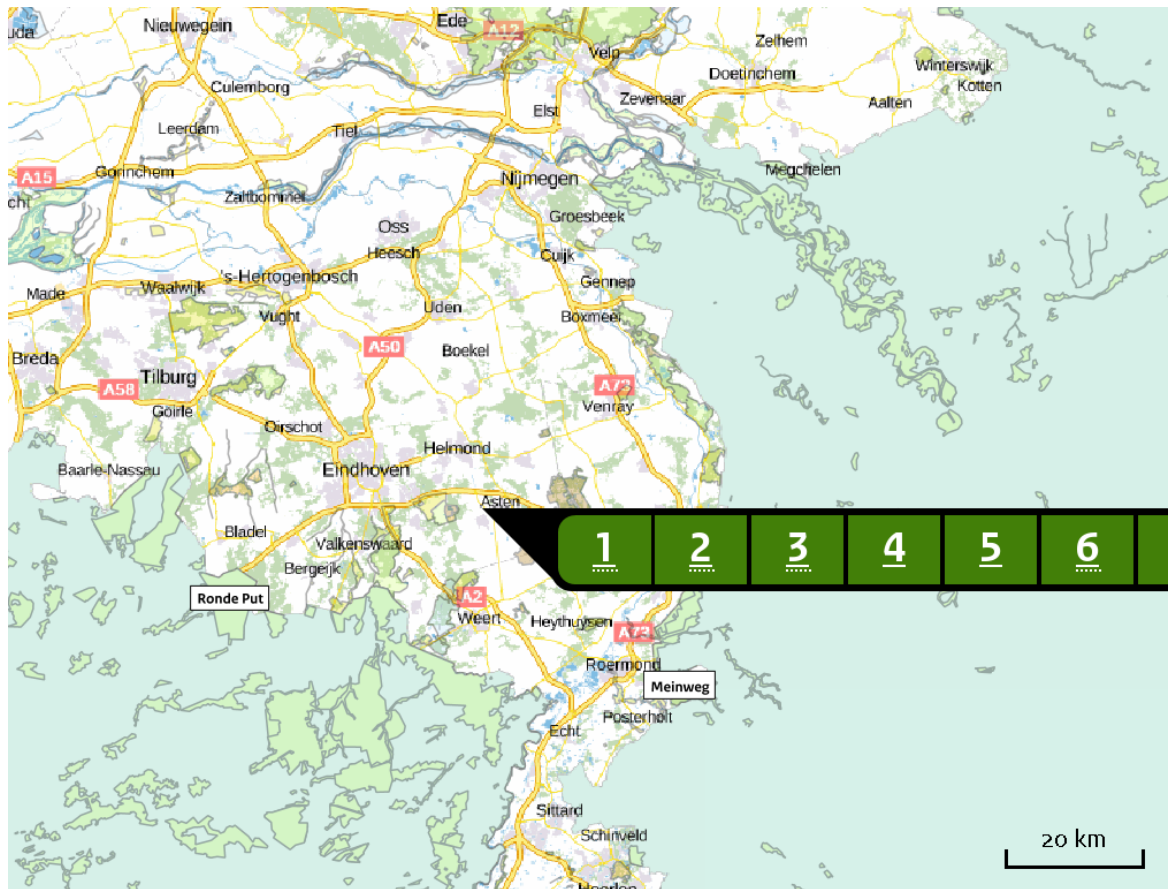 Nieuwegein
Ede
A12
Velp
Zelhem
Winterswijk
Doetinchem
Kotten
Culemborg
Zevenaar
Aalten
Elst
Leerdam
Tiel
A15
Gorinchem
Megchelen
Nijmegen
Zaltbommel
Groesbeek
Oss
Heesch
Cuijk
's-Hertogenbosch
Gennep
Made
Waalwijk
Uden
Vught
Boxmeer
A50
Boekel
Breda
Tilburg
A58
A73
Venray
Goirle
Oirschot
Helmond
Baarle-Nassau
Eindhoven
Asten
Bladel
Valkenswaard
1 2 3 4 5 6
Bergeijk
Ronde Put
A2
Weert
Heythuysen
A73
Roermond
Meinweg
Posterholt
Echt
Sittard
Schinveld
20 km